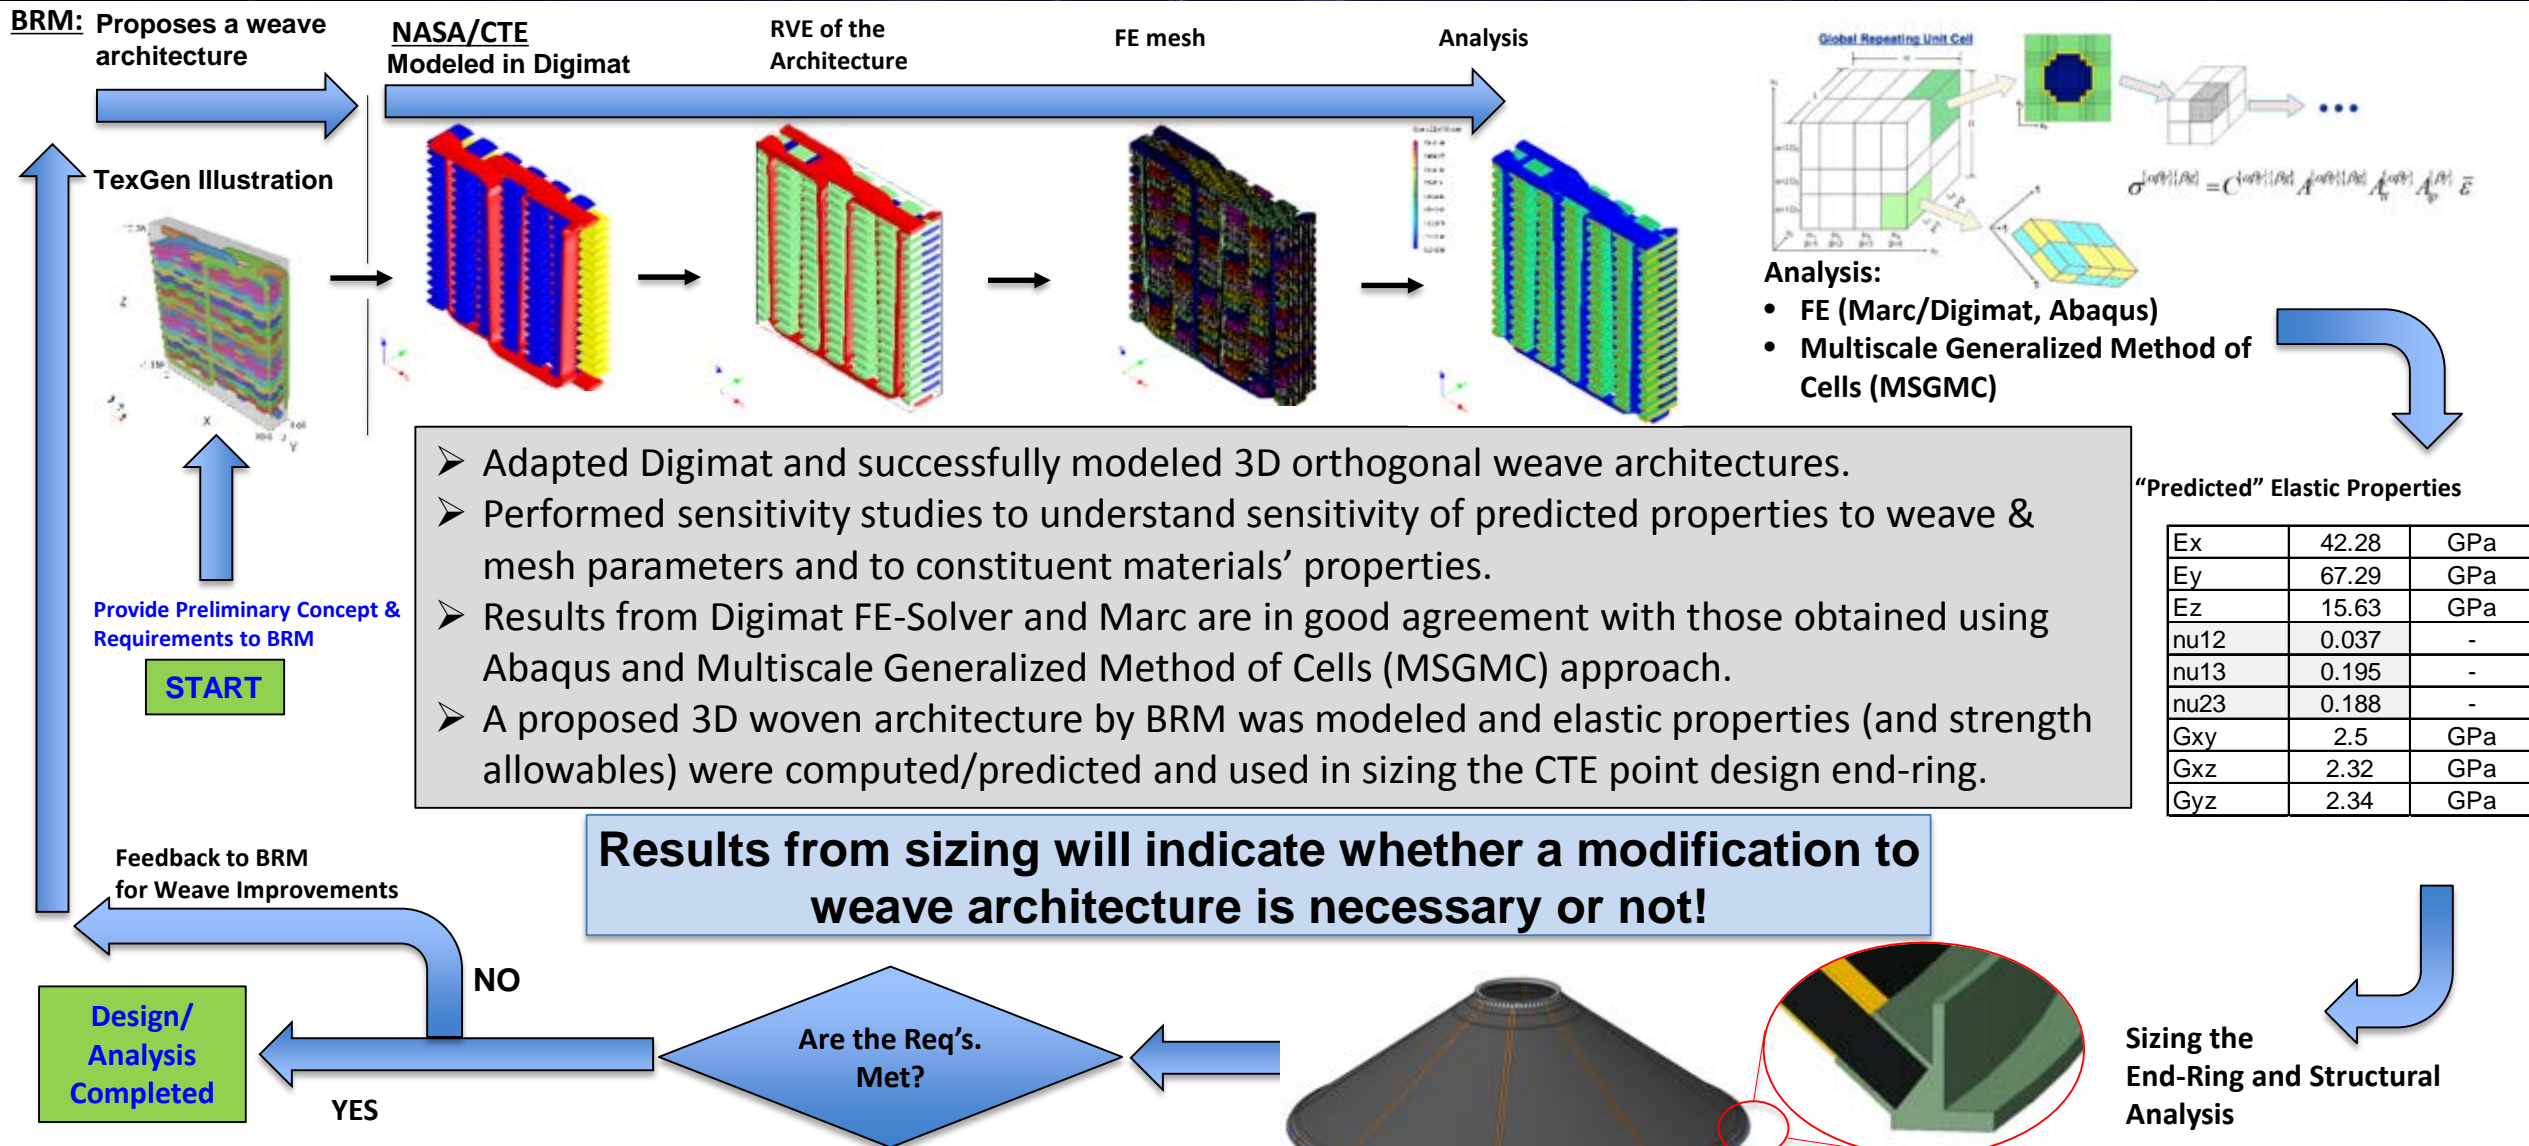 BRM: Proposes a weave
architecture
NASA/CTE
Modeled in Digimat
RVE of the
Architecture
FE mesh
Analysis
Global Repeating Unit Cell
TexGen Illustration
Z
X
Y
Analysis:
• FE (Marc/Digimat, Abaqus)
• Multiscale Generalized Method of
Cells (MSGMC)
➢ Adapted Digimat and successfully modeled 3D orthogonal weave architectures.
➢ Performed sensitivity studies to understand sensitivity of predicted properties to weave &
mesh parameters and to constituent materials’ properties.
➢ Results from Digimat FE-Solver and Marc are in good agreement with those obtained using
Abaqus and Multiscale Generalized Method of Cells (MSGMC) approach.
➢ A proposed 3D woven architecture by BRM was modeled and elastic properties (and strength
allowables) were computed/predicted and used in sizing the CTE point design end-ring.
“Predicted” Elastic Properties
Ex 42.28 GPa
Ey 67.29 GPa
Ez 15.63 GPa
nu12 0.037 -
nu13 0.195 -
nu23 0.188 -
Gxy 2.5 GPa
Gxz 2.32 GPa
Gyz 2.34 GPa
Provide Preliminary Concept &
Requirements to BRM
START
Results from sizing will indicate whether a modification to
weave architecture is necessary or not!
Feedback to BRM
for Weave Improvements
NO
Design/
Analysis
Completed
YES
Are the Req’s.
Met?
Sizing the
End-Ring and Structural
Analysis